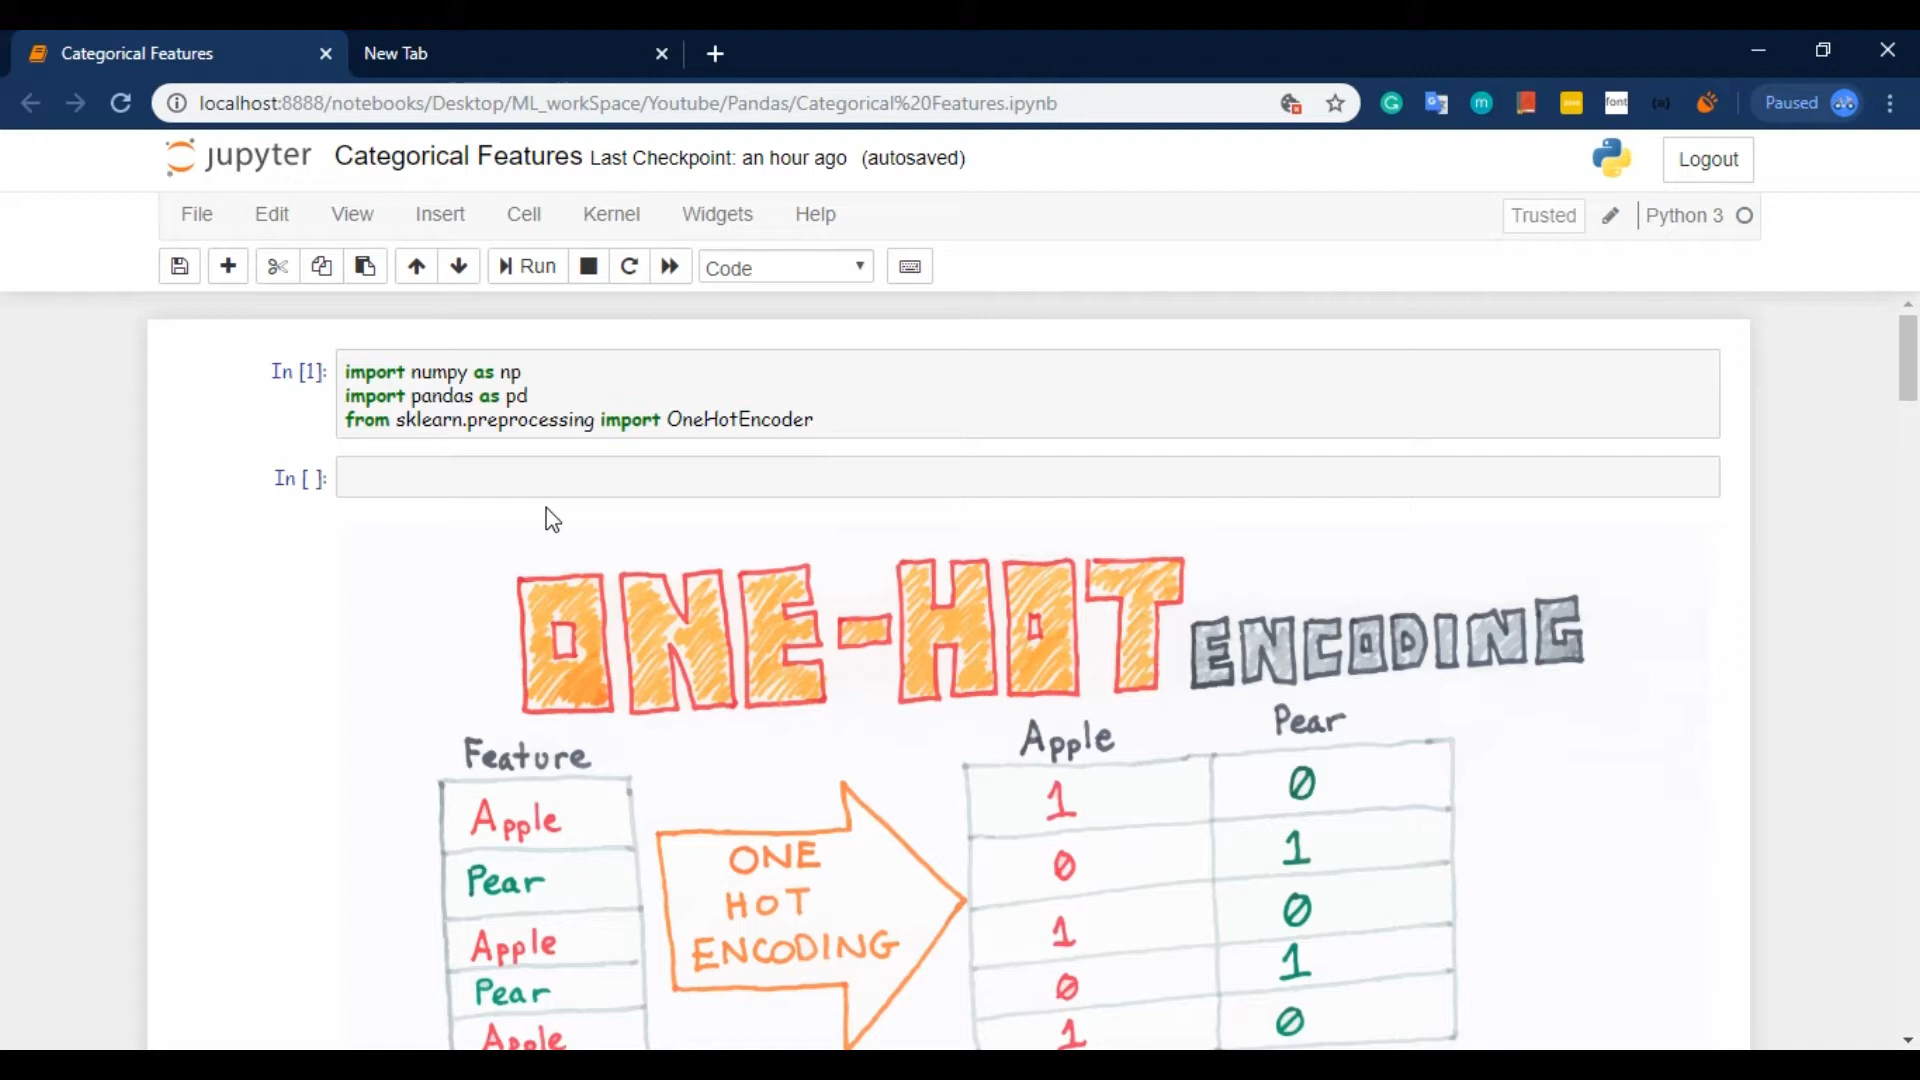 Categorical Features
New Tab
localhost:8888/notebooks/Desktop/ML_workSpace/Youtube/Pandas/Categorical%20Features.ipynb
font
Paused
jupyter Categorical Features Last Checkpoint: an hour ago (autosaved)
Logout
File Edit View Insert Cell Kernel Widgets Help
Trusted Python 3
Run Code
In [1]: import numpy as np
import pandas as pd
from sklearn.preprocessing import OneHotEncoder
In [ ]:
ONE-HOT ENCODING
Feature Apple Pear
Apple 1 0
Pear 0 1
Apple 1 0
Pear 0 1
Apple 1 0
ONE
HOT
ENCODING